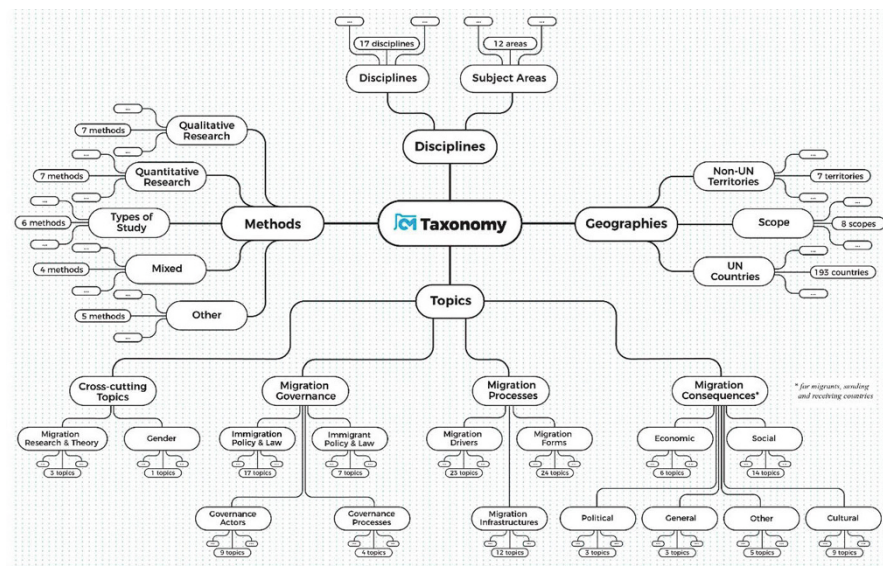 ...
...
...
...
17 disciplines
12 areas
Disciplines
Subject Areas
Disciplines
...
7 methods
...
Qualitative
Research
...
7 methods
...
Quantitative
Research
...
6 methods
...
Types of
Study
...
4 methods
...
Mixed
...
5 methods
...
Other
Methods
CM Taxonomy
Geographies
Non-UN
Territories
...
7 territories
...
Scope
...
8 scopes
...
UN
Countries
...
193 countries
...
Topics
Cross-cutting
Topics
Migration
Governance
Migration
Processes
Migration
Consequences*
* for migrants, sending
and receiving countries
Migration
Research & Theory
...
...
3 topics
Gender
...
...
1 topics
Immigration
Policy & Law
...
...
17 topics
Immigrant
Policy & Law
...
...
7 topics
Migration
Drivers
...
...
23 topics
Migration
Forms
...
...
24 topics
Economic
...
...
6 topics
Social
...
...
14 topics
Governance
Actors
...
...
9 topics
Governance
Processes
...
...
4 topics
Migration
Infrastructures
...
...
12 topics
Political
...
...
3 topics
General
...
...
3 topics
Other
...
...
5 topics
Cultural
...
...
9 topics